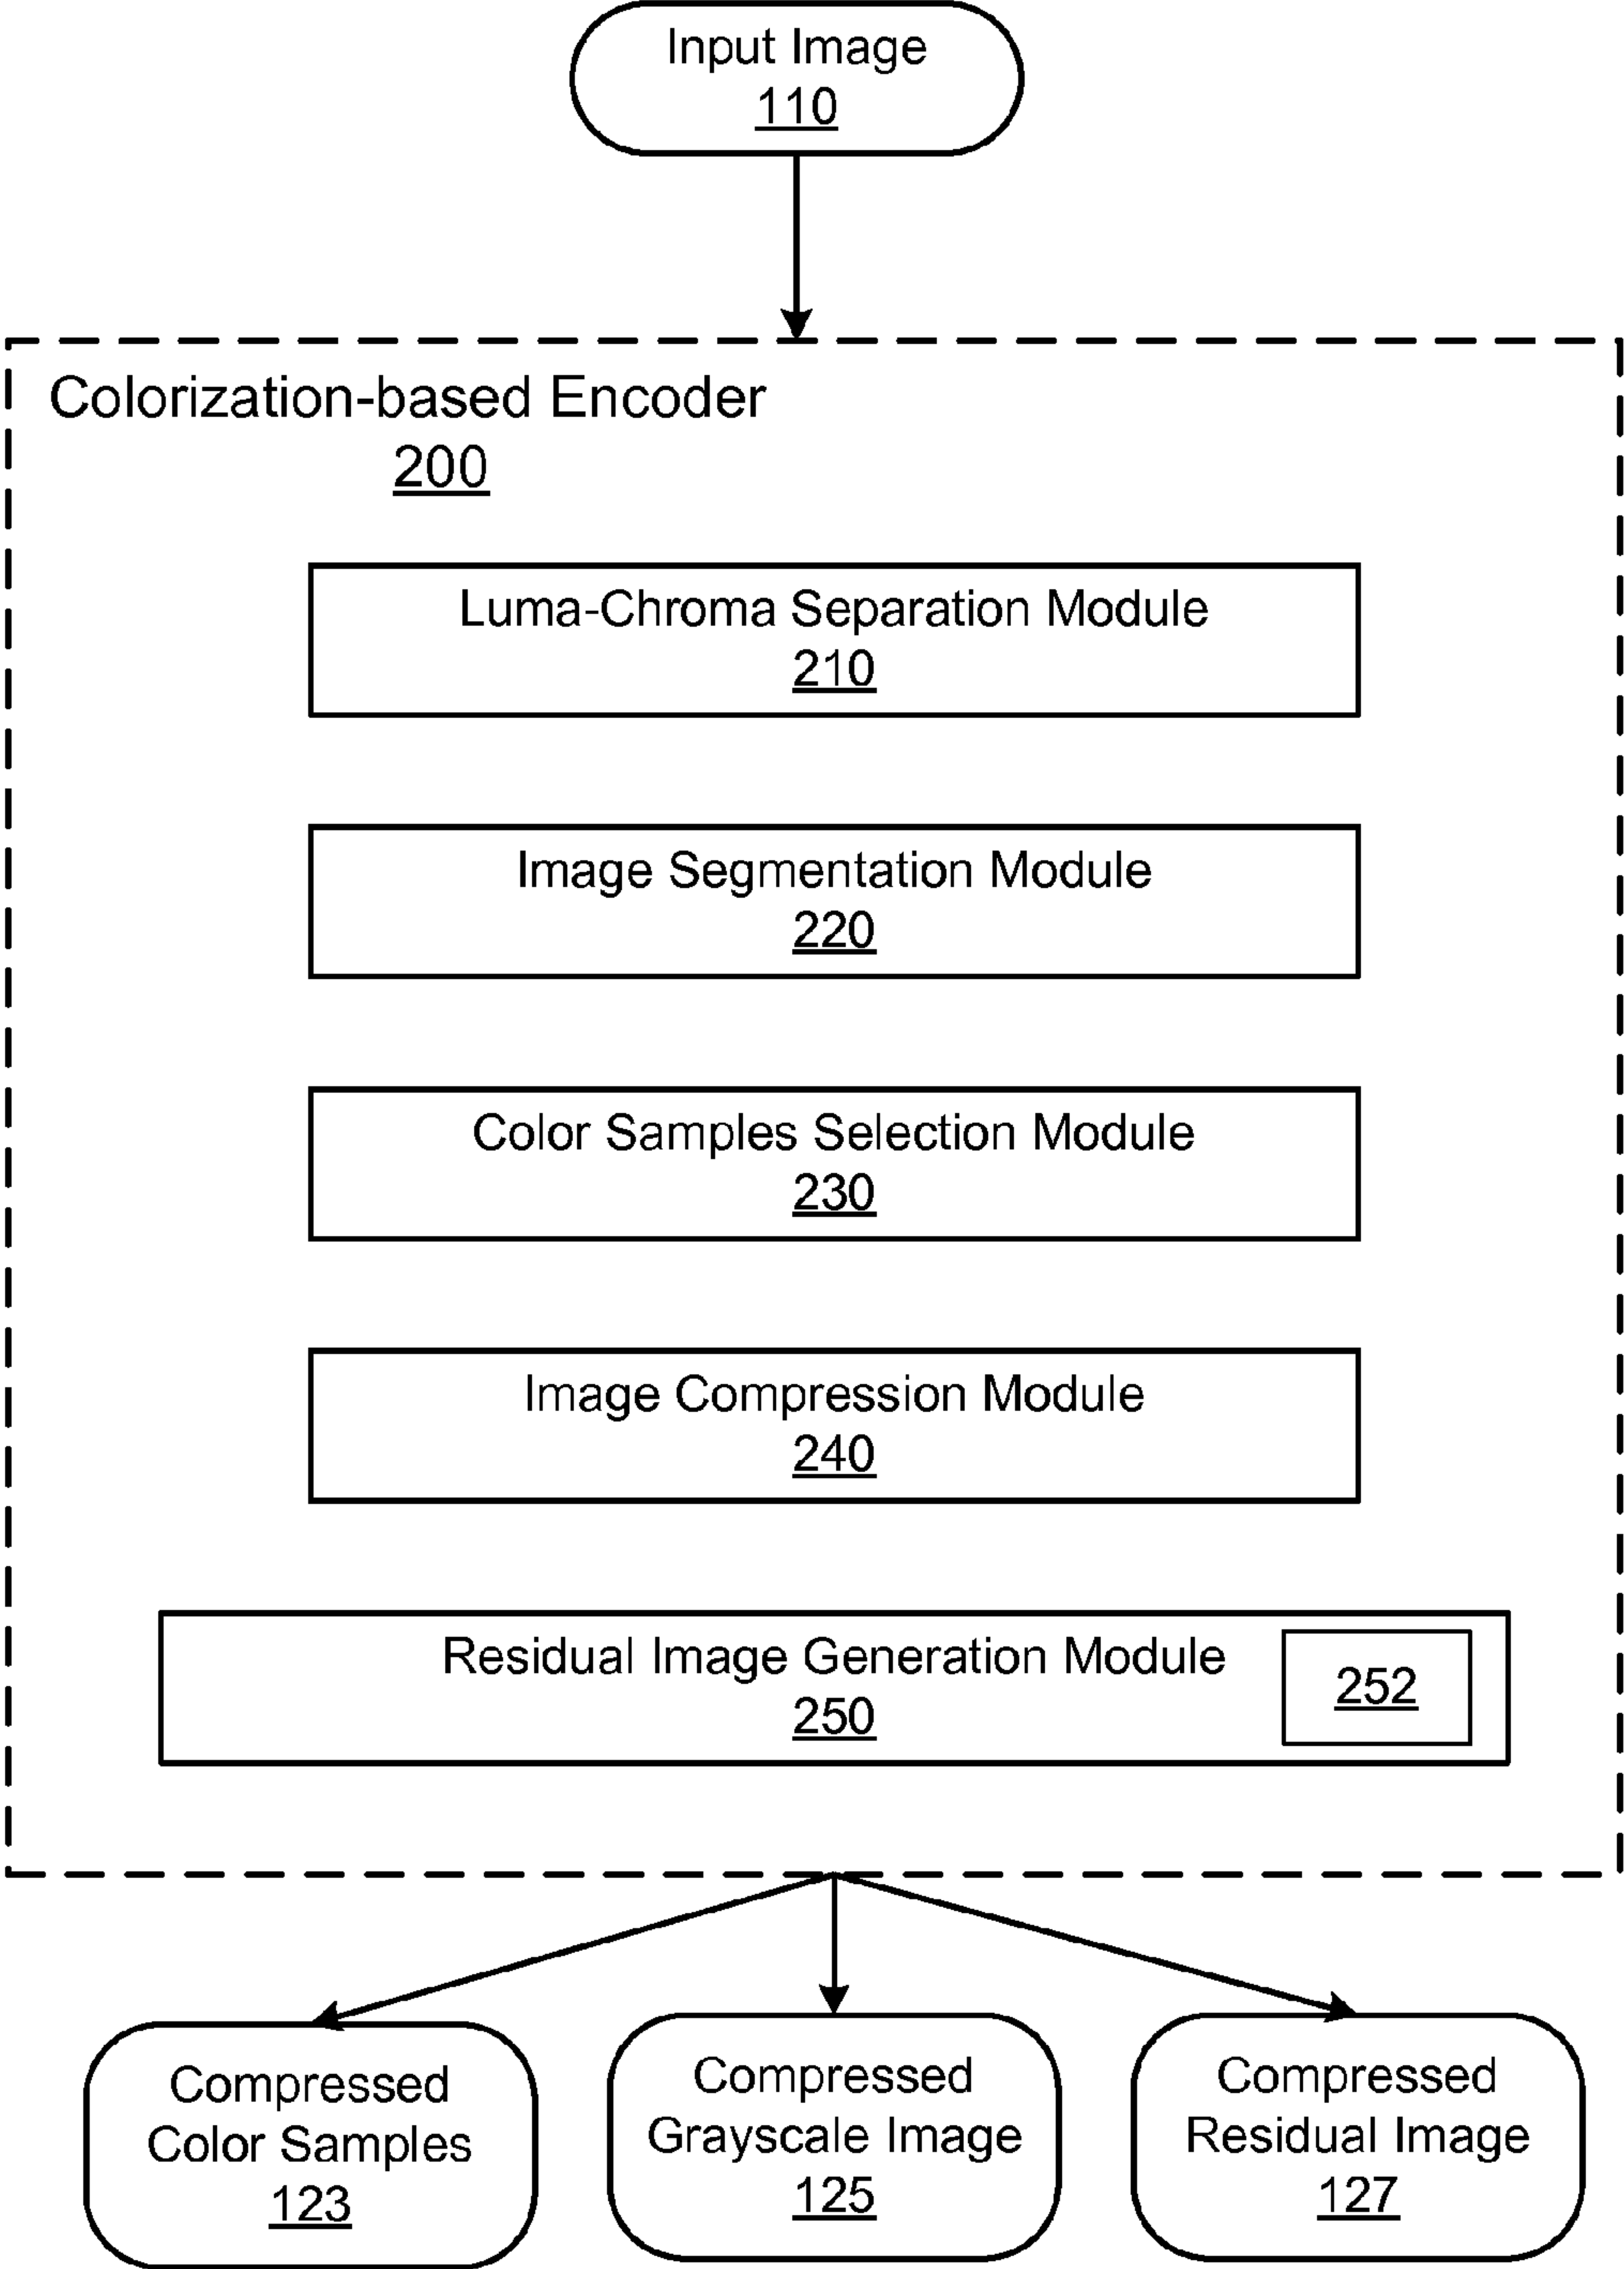 Input Image
110
Colorization-based Encoder
200
Luma-Chroma Separation Module
210
Image Segmentation Module
220
Color Samples Selection Module
230
Image Compression Module
240
Residual Image Generation Module
250
252
Compressed
Color Samples
123
Compressed
Grayscale Image
125
Compressed
Residual Image
127